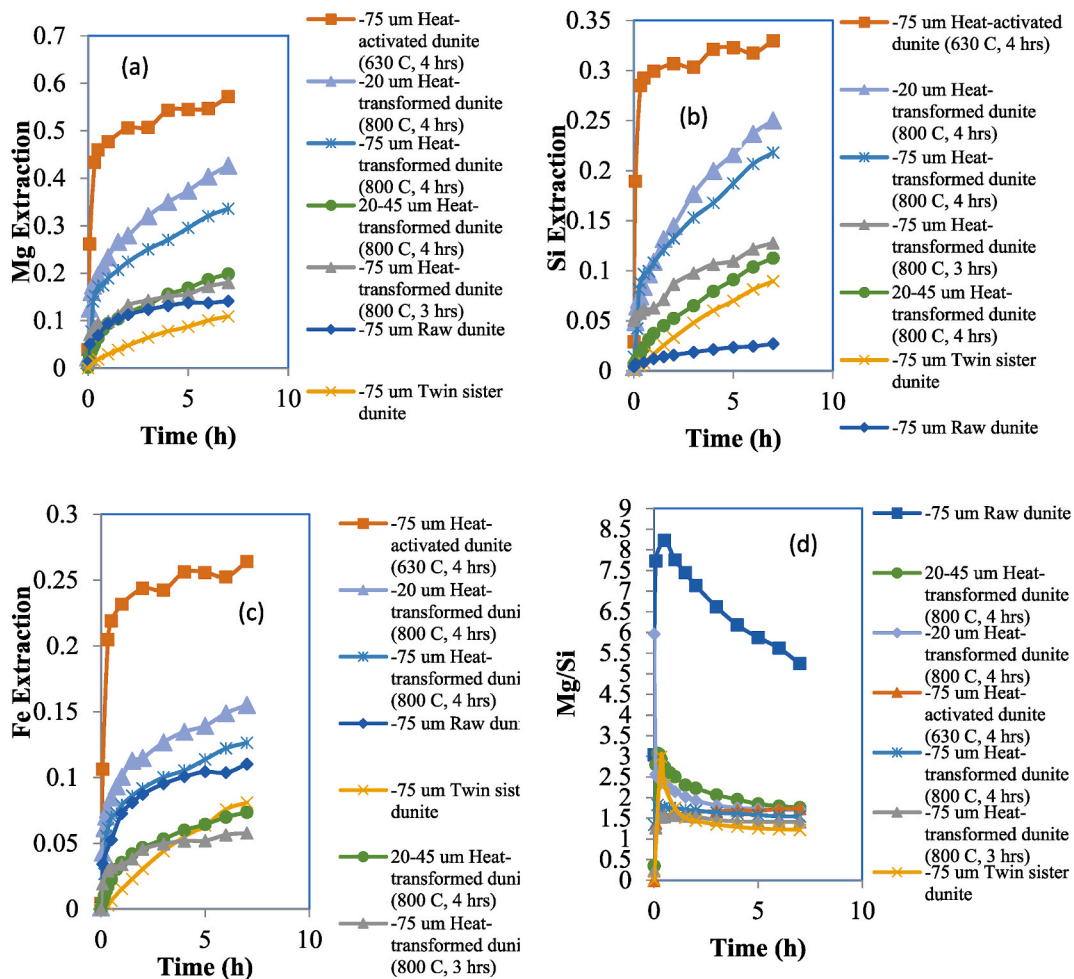 (a)
Mg Extraction
0.7
0.6
0.5
0.4
0.3
0.2
0.1
0
0
5
10
Time (h)
-75 um Heat-
activated dunite
(630 C, 4 hrs)
-20 um Heat-
transformed dunite
(800 C, 4 hrs)
-75 um Heat-
transformed dunite
(800 C, 4 hrs)
20-45 um Heat-
transformed dunite
(800 C, 4 hrs)
-75 um Heat-
transformed dunite
(800 C, 3 hrs)
-75 um Raw dunite
-75 um Twin sister
dunite
(b)
Si Extraction
0.35
0.3
0.25
0.2
0.15
0.1
0.05
0
0
5
10
Time (h)
-75 um Heat-activated
dunite (630 C, 4 hrs)
-20 um Heat-
transformed dunite
(800 C, 4 hrs)
-75 um Heat-
transformed dunite
(800 C, 4 hrs)
-75 um Heat-
transformed dunite
(800 C, 3 hrs)
20-45 um Heat-
transformed dunite
(800 C, 4 hrs)
-75 um Twin sister
dunite
-75 um Raw dunite
(c)
Fe Extraction
0.3
0.25
0.2
0.15
0.1
0.05
0
0
5
10
Time (h)
-75 um Heat-
activated dunite
(630 C, 4 hrs)
-20 um Heat-
transformed duni
(800 C, 4 hrs)
-75 um Heat-
transformed duni
(800 C, 4 hrs)
-75 um Raw duni
-75 um Twin sist
dunite
20-45 um Heat-
transformed duni
(800 C, 4 hrs)
-75 um Heat-
transformed duni
(800 C, 3 hrs)
(d)
Mg/Si
9
8.5
8
7.5
7
6.5
6
5.5
5
4.5
4
3.5
3
2.5
2
1.5
1
0.5
0
0
5
10
Time (h)
-75 um Raw dunite
20-45 um Heat-
transformed dunite
(800 C, 4 hrs)
-20 um Heat-
transformed dunite
(800 C, 4 hrs)
-75 um Heat-
activated dunite
(630 C, 4 hrs)
-75 um Heat-
transformed dunite
(800 C, 4 hrs)
-75 um Heat-
transformed dunite
(800 C, 3 hrs)
-75 um Twin sister
dunite